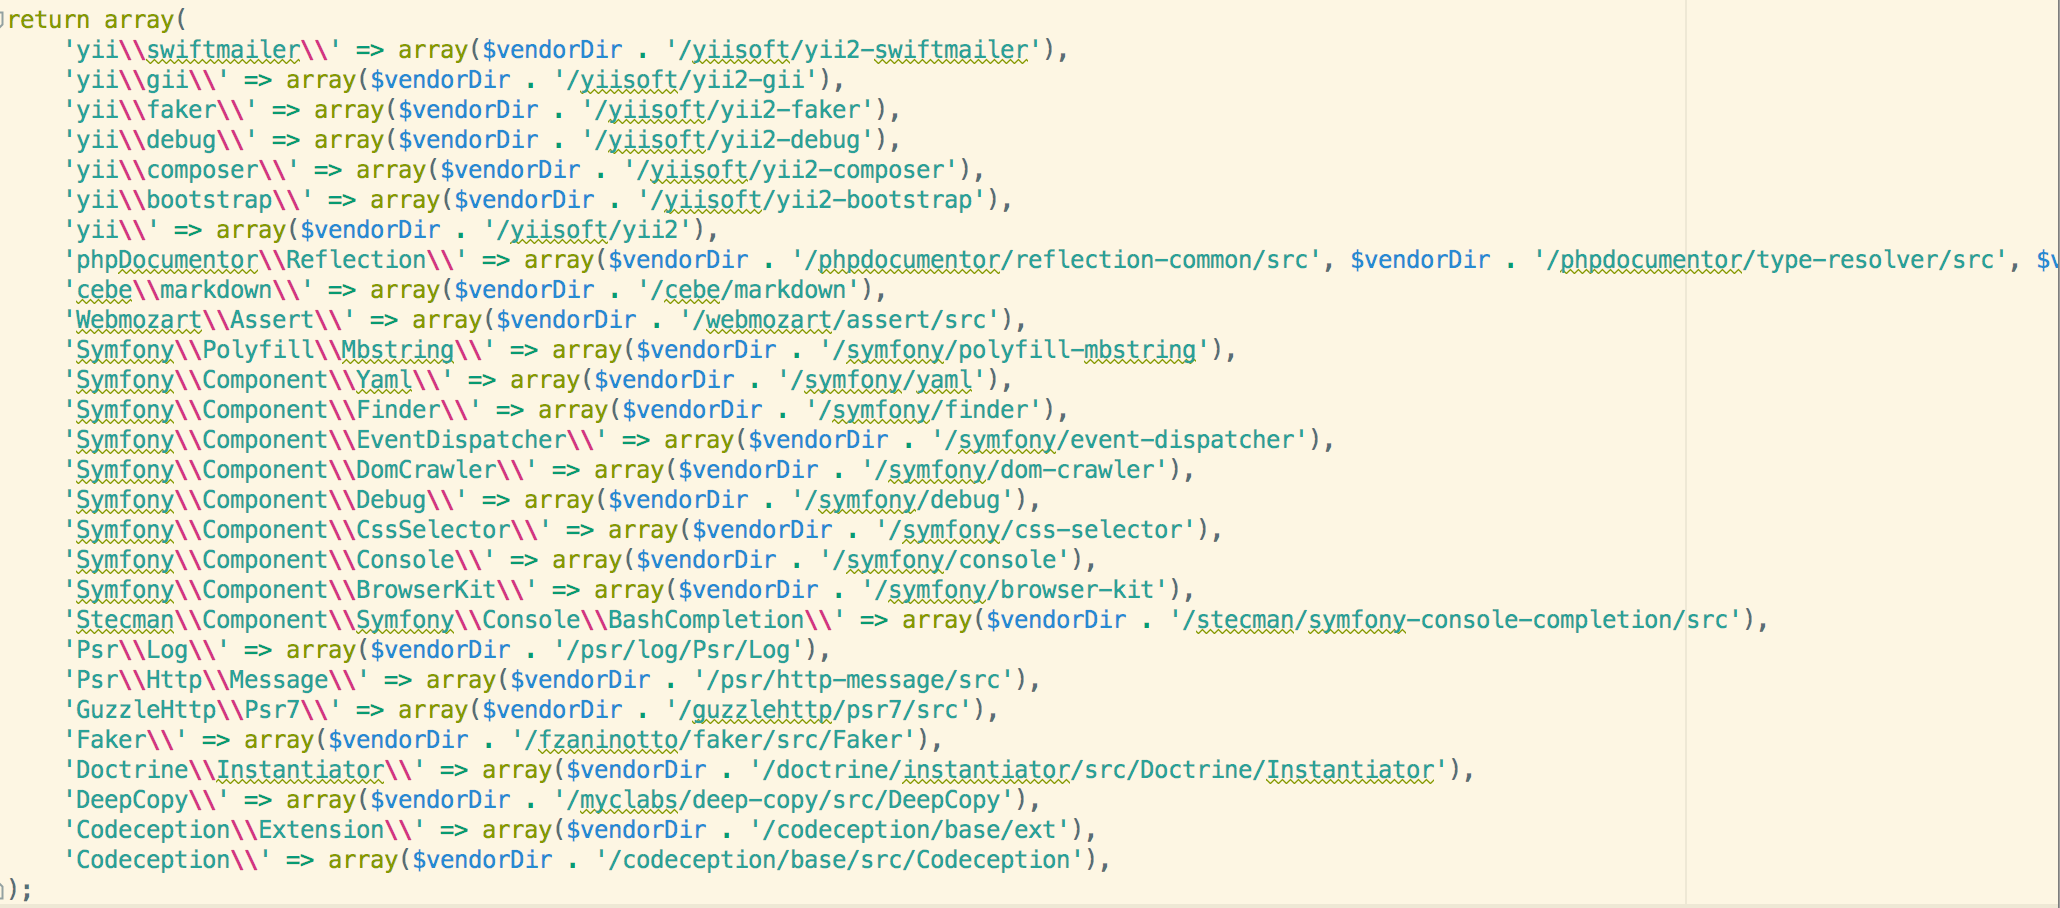 return array(
    'yii\\swiftmailer\\' => array($vendorDir . '/yiisoft/yii2-swiftmailer'),
    'yii\\gii\\' => array($vendorDir . '/yiisoft/yii2-gii'),
    'yii\\faker\\' => array($vendorDir . '/yiisoft/yii2-faker'),
    'yii\\debug\\' => array($vendorDir . '/yiisoft/yii2-debug'),
    'yii\\composer\\' => array($vendorDir . '/yiisoft/yii2-composer'),
    'yii\\bootstrap\\' => array($vendorDir . '/yiisoft/yii2-bootstrap'),
    'yii\\' => array($vendorDir . '/yiisoft/yii2'),
    'phpDocumentor\\Reflection\\' => array($vendorDir . '/phpdocumentor/reflection-common/src', $vendorDir . '/phpdocumentor/type-resolver/src', $v
    'cebe\\markdown\\' => array($vendorDir . '/cebe/markdown'),
    'Webmozart\\Assert\\' => array($vendorDir . '/webmozart/assert/src'),
    'Symfony\\Polyfill\\Mbstring\\' => array($vendorDir . '/symfony/polyfill-mbstring'),
    'Symfony\\Component\\Yaml\\' => array($vendorDir . '/symfony/yaml'),
    'Symfony\\Component\\Finder\\' => array($vendorDir . '/symfony/finder'),
    'Symfony\\Component\\EventDispatcher\\' => array($vendorDir . '/symfony/event-dispatcher'),
    'Symfony\\Component\\DomCrawler\\' => array($vendorDir . '/symfony/dom-crawler'),
    'Symfony\\Component\\Debug\\' => array($vendorDir . '/symfony/debug'),
    'Symfony\\Component\\CssSelector\\' => array($vendorDir . '/symfony/css-selector'),
    'Symfony\\Component\\Console\\' => array($vendorDir . '/symfony/console'),
    'Symfony\\Component\\BrowserKit\\' => array($vendorDir . '/symfony/browser-kit'),
    'Stecman\\Component\\Symfony\\Console\\BashCompletion\\' => array($vendorDir . '/stecman/symfony-console-completion/src'),
    'Psr\\Log\\' => array($vendorDir . '/psr/log/Psr/Log'),
    'Psr\\Http\\Message\\' => array($vendorDir . '/psr/http-message/src'),
    'GuzzleHttp\\Psr7\\' => array($vendorDir . '/guzzlehttp/psr7/src'),
    'Faker\\' => array($vendorDir . '/fzaninotto/faker/src/Faker'),
    'Doctrine\\Instantiator\\' => array($vendorDir . '/doctrine/instantiator/src/Doctrine/Instantiator'),
    'DeepCopy\\' => array($vendorDir . '/myclabs/deep-copy/src/DeepCopy'),
    'Codeception\\Extension\\' => array($vendorDir . '/codeception/base/ext'),
    'Codeception\\' => array($vendorDir . '/codeception/base/src/Codeception'),
);